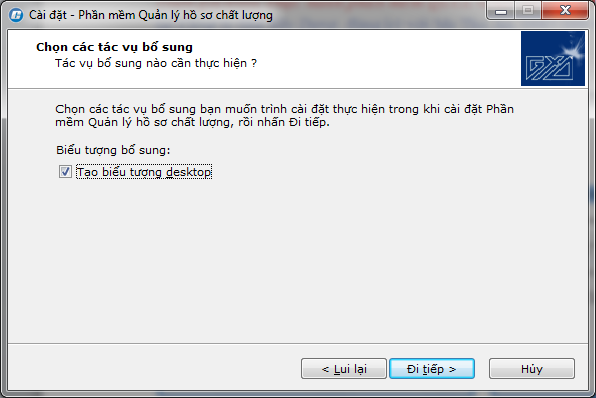 Cài đặt - Phần mềm Quản lý hồ sơ chất lượng
Chọn các tác vụ bổ sung
Tác vụ bổ sung nào cần thực hiện ?
GXD
Chọn các tác vụ bổ sung bạn muốn trình cài đặt thực hiện trong khi cài đặt Phần
mềm Quản lý hồ sơ chất lượng, rồi nhấn Đi tiếp.
Biểu tượng bổ sung:
Tạo biểu tượng desktop
< Lui lại
Đi tiếp >
Hủy